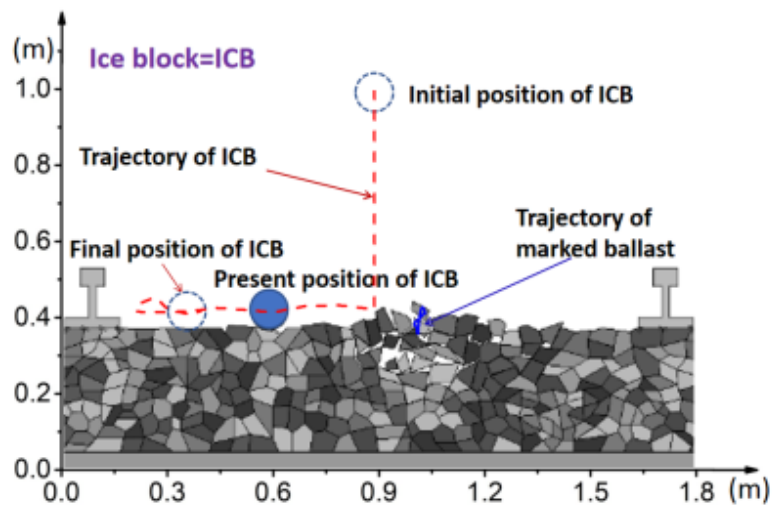 (m)
Ice block=ICB
1.0
Initial position of ICB
0.8
Trajectory of ICB
Trajectory of
marked ballast
0.6
Final position of ICB
Present position of ICB
0.4
0.2
0.0
0.0 0.3 0.6 0.9 1.2 1.5 1.8 (m)